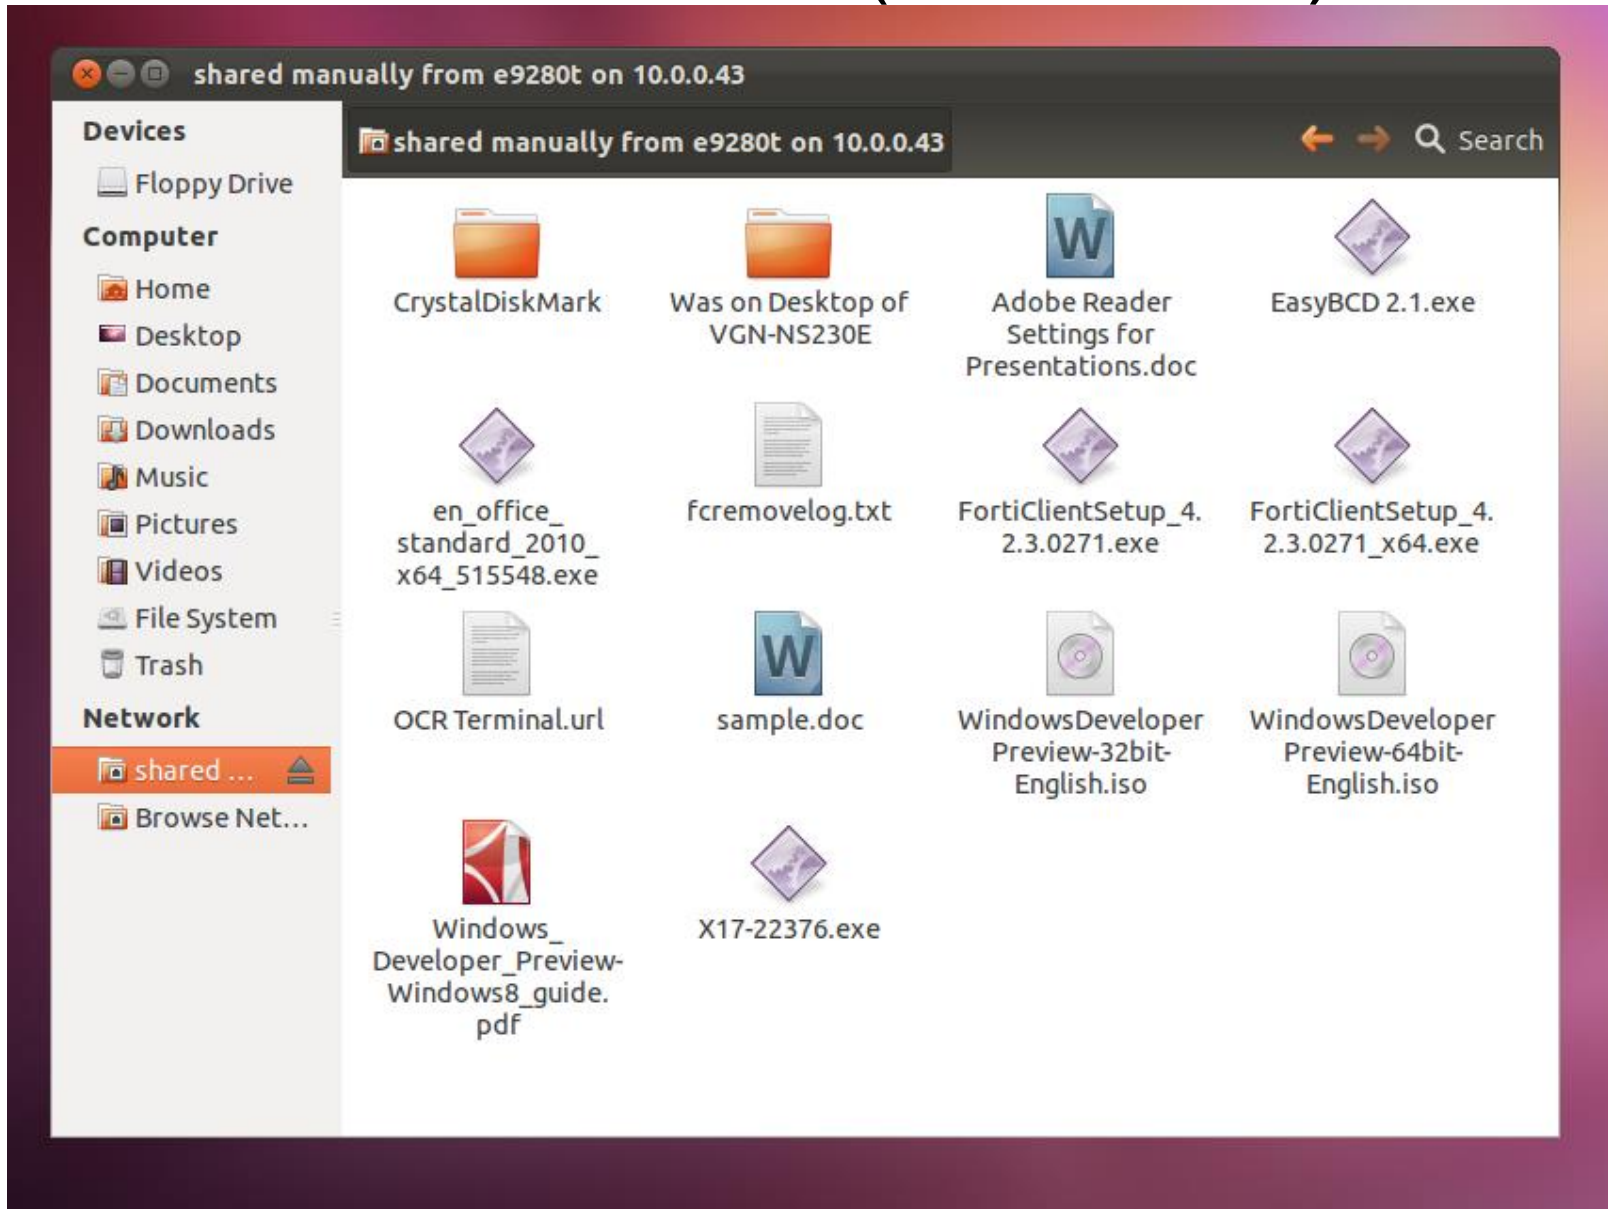 shared manually from e9280t on 10.0.0.43
Devices
Floppy Drive
Computer
Home
Desktop
Documents
Downloads
Music
Pictures
Videos
File System
Trash
Network
shared ...
Browse Net...
shared manually from e9280t on 10.0.0.43
Search
CrystalDiskMark
Was on Desktop of
VGN-NS230E
Adobe Reader
Settings for
Presentations.doc
EasyBCD 2.1.exe
en_office_
standard_2010_
x64_515548.exe
fcremovelog.txt
FortiClientSetup_4.
2.3.0271.exe
FortiClientSetup_4.
2.3.0271_x64.exe
OCR Terminal.url
sample.doc
WindowsDeveloper
Preview-32bit-
English.iso
WindowsDeveloper
Preview-64bit-
English.iso
Windows_
Developer_Preview-
Windows8_guide.
pdf
X17-22376.exe